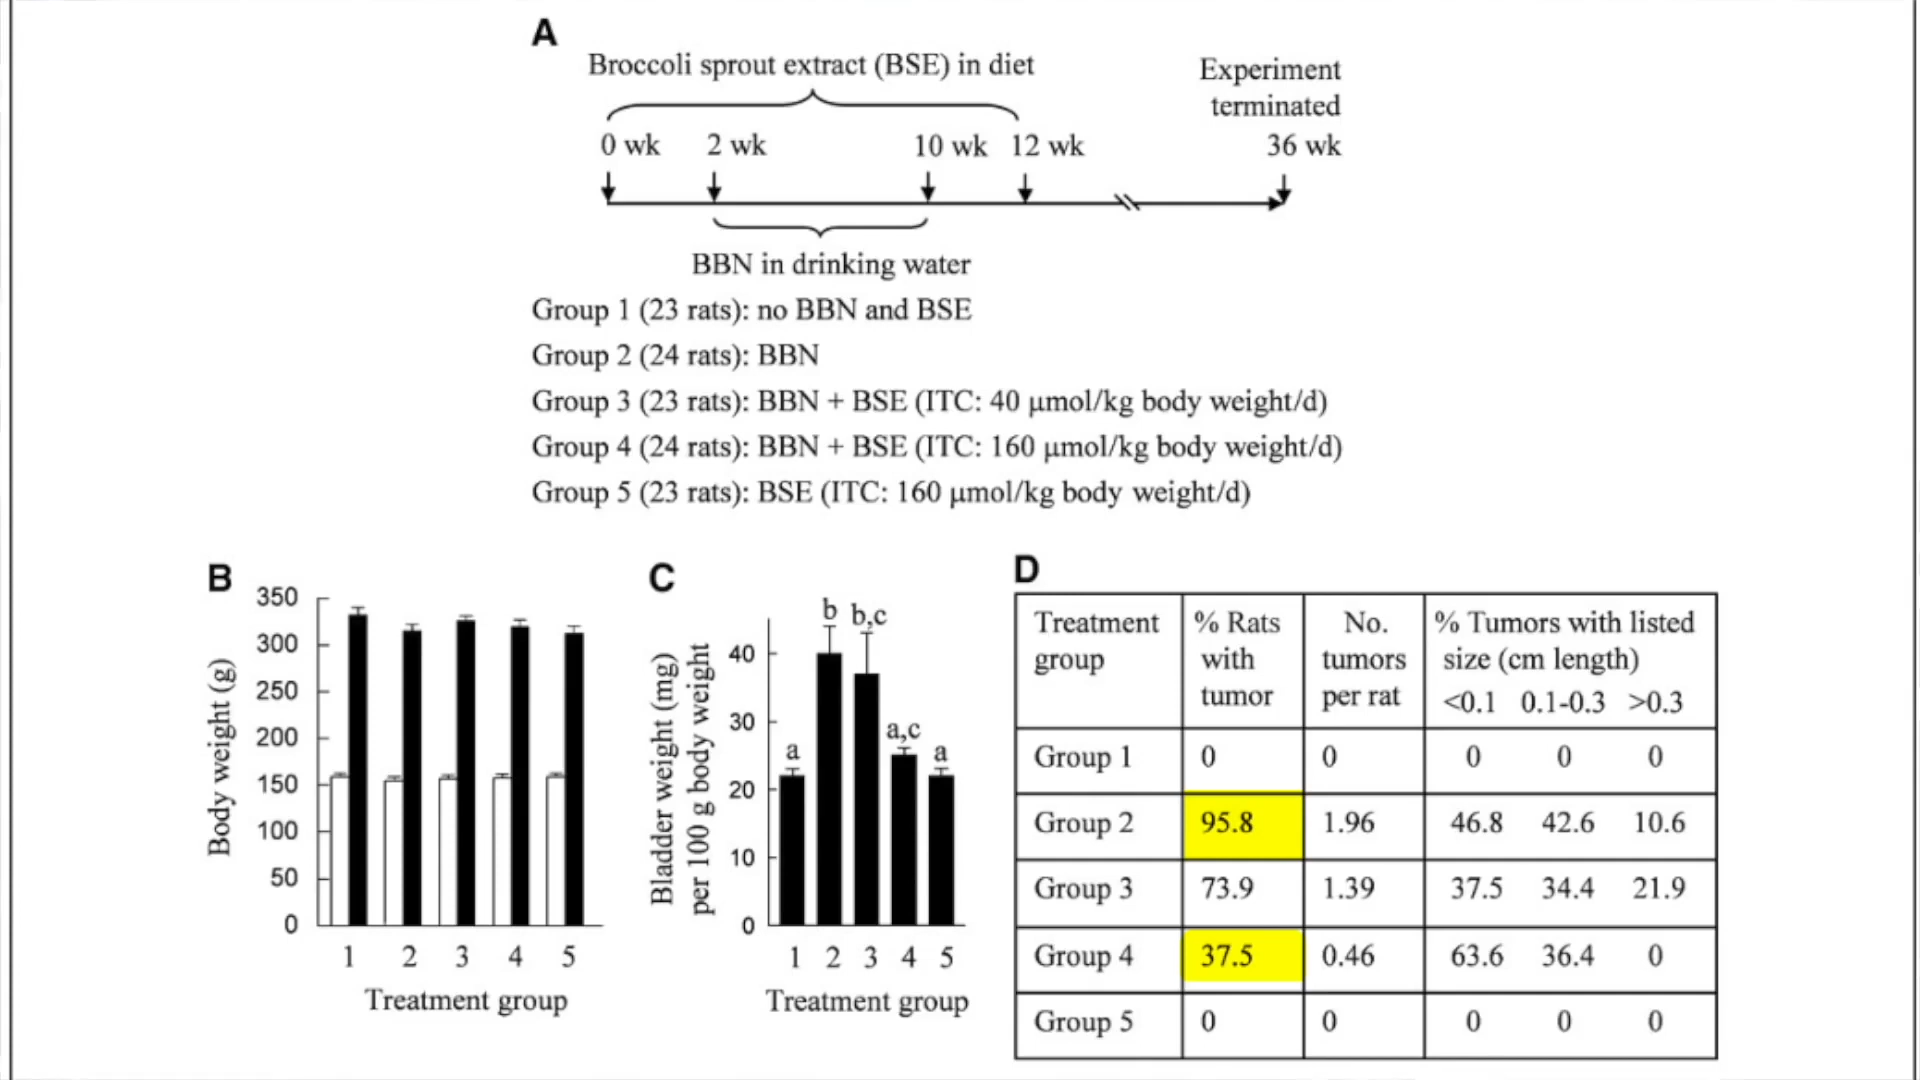 A
Broccoli sprout extract (BSE) in diet
Experiment
terminated
0 wk 2 wk 10 wk 12 wk 36 wk
BBN in drinking water
Group 1 (23 rats): no BBN and BSE
Group 2 (24 rats): BBN
Group 3 (23 rats): BBN + BSE (ITC: 40 μmol/kg body weight/d)
Group 4 (24 rats): BBN + BSE (ITC: 160 μmol/kg body weight/d)
Group 5 (23 rats): BSE (ITC: 160 μmol/kg body weight/d)
B
Body weight (g)
350
300
250
200
150
100
50
0
1 2 3 4 5
Treatment group
C
Bladder weight (mg)
per 100 g body weight
40
30
20
10
0
a b b,c a,c a
1 2 3 4 5
Treatment group
D
Treatment group
% Rats with tumor
No. tumors per rat
% Tumors with listed size (cm length)
<0.1 0.1-0.3 >0.3
Group 1 0 0 0 0 0
Group 2 95.8 1.96 46.8 42.6 10.6
Group 3 73.9 1.39 37.5 34.4 21.9
Group 4 37.5 0.46 63.6 36.4 0
Group 5 0 0 0 0 0